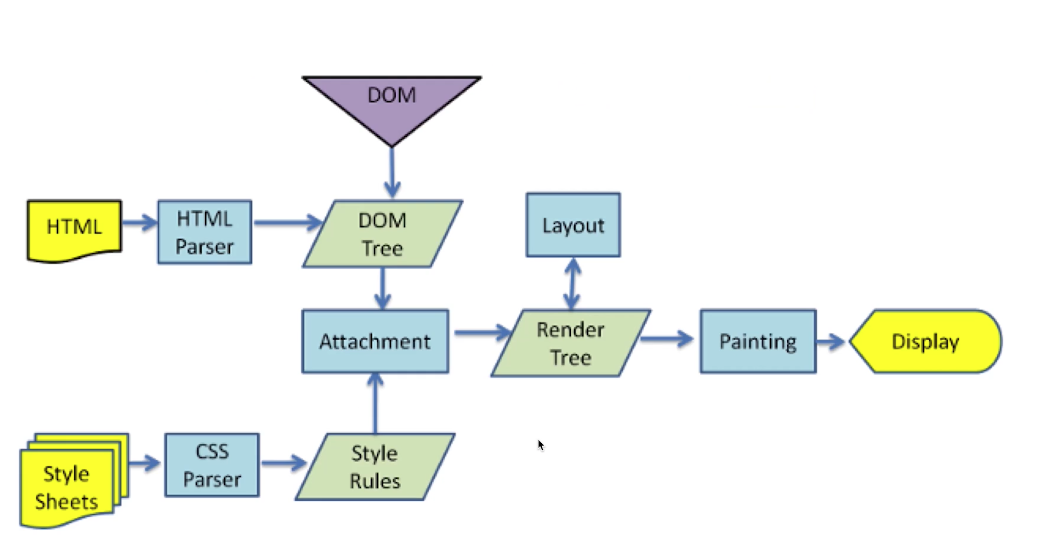 DOM
HTML
HTML
Parser
DOM
Tree
Layout
Attachment
Render
Tree
Painting
Display
Style
Sheets
CSS
Parser
Style
Rules